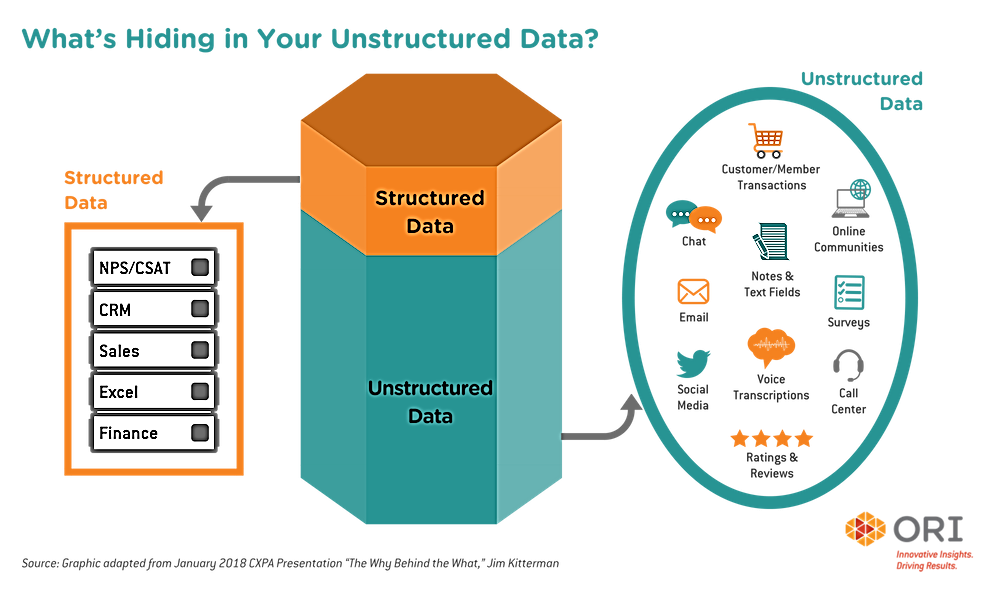 What’s Hiding in Your Unstructured Data?
Structured
Data
NPS/CSAT
CRM
Sales
Excel
Finance
Structured
Data
Unstructured
Data
Unstructured
Data
Customer/Member
Transactions
Chat
Online
Communities
Notes &
Text Fields
Email
Surveys
Social
Media
Voice
Transcriptions
Call
Center
Ratings &
Reviews
ORI
Innovative Insights.
Driving Results.
Source: Graphic adapted from January 2018 CXPA Presentation “The Why Behind the What,” Jim Kitterman